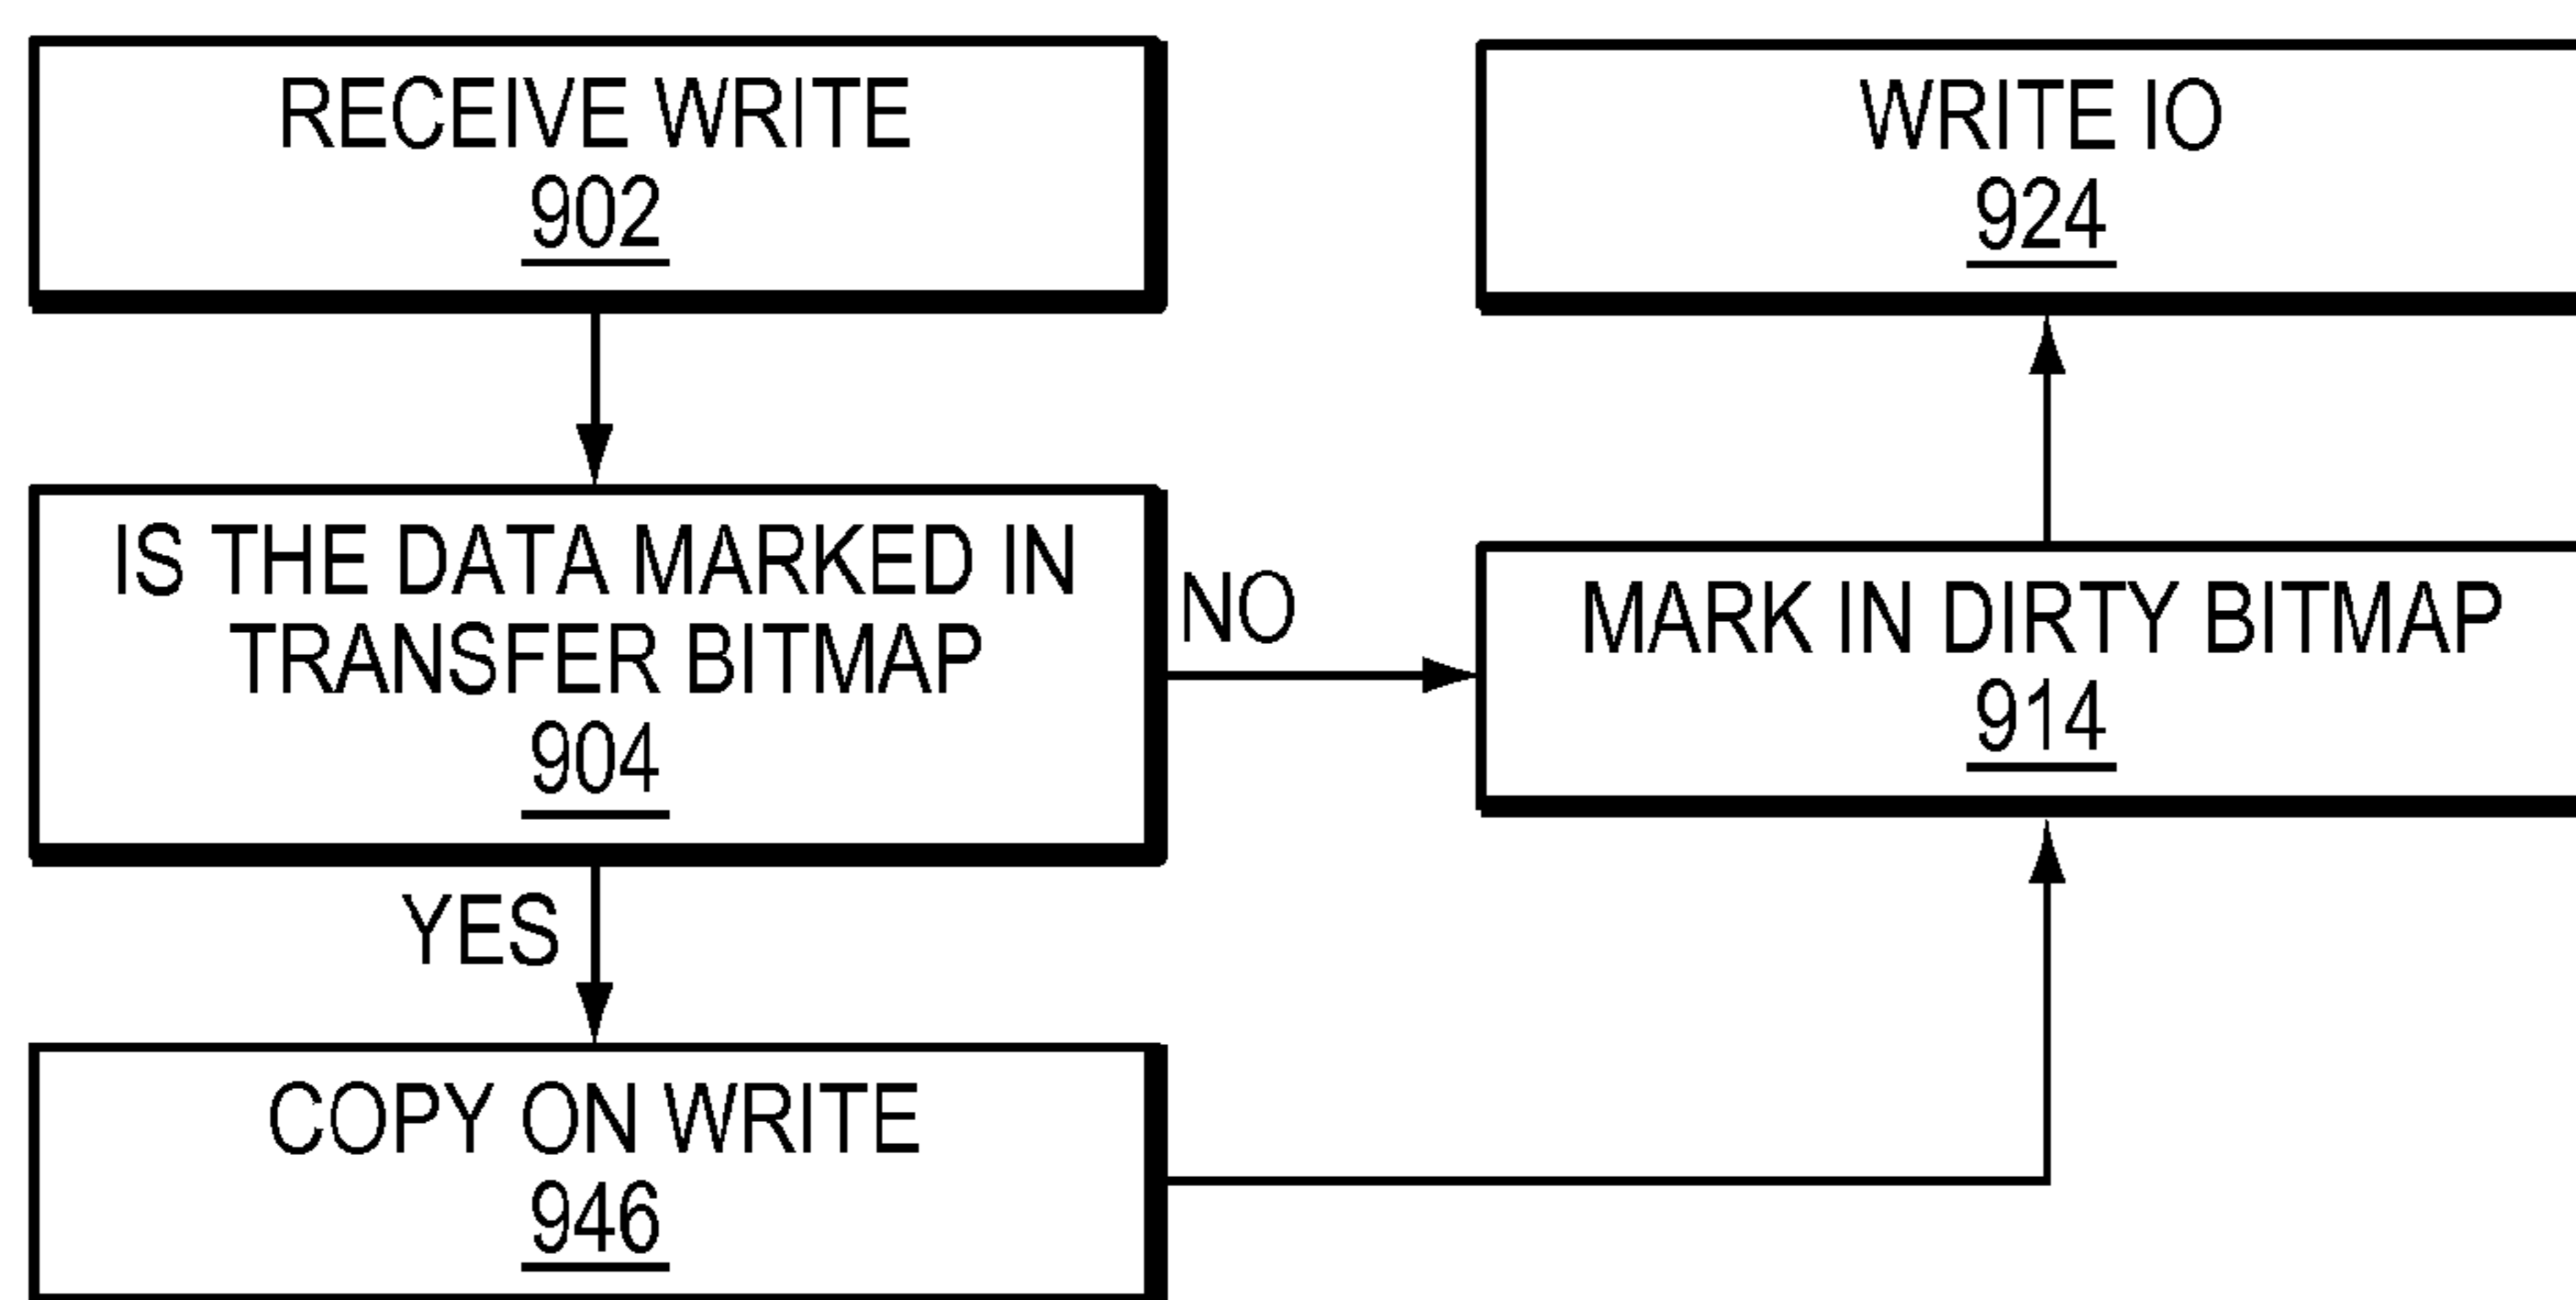 RECEIVE WRITE
902
IS THE DATA MARKED IN
TRANSFER BITMAP
904
NO
YES
COPY ON WRITE
946
WRITE IO
924
MARK IN DIRTY BITMAP
914